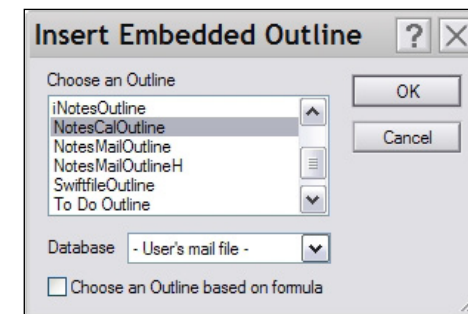 Insert Embedded Outline
Choose an Outline
iNotesOutline
NotesCalOutline
NotesMailOutline
NotesMailOutlineH
SwiftfileOutline
To Do Outline
OK
Cancel
Database - User's mail file -
Choose an Outline based on formula